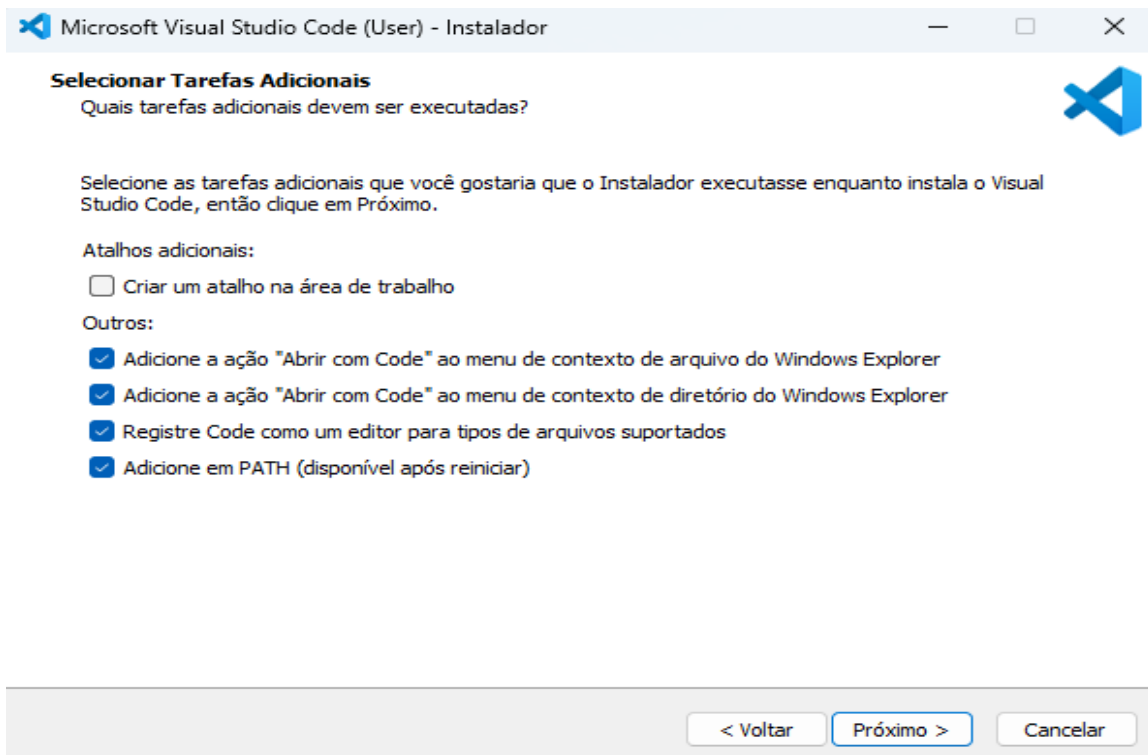 Microsoft Visual Studio Code (User) - Instalador
Selecionar Tarefas Adicionais
Quais tarefas adicionais devem ser executadas?
Selecione as tarefas adicionais que você gostaria que o Instalador executasse enquanto instala o Visual
Studio Code, então clique em Próximo.
Atalhos adicionais:
Criar um atalho na área de trabalho
Outros:
Adicione a ação "Abrir com Code" ao menu de contexto de arquivo do Windows Explorer
Adicione a ação "Abrir com Code" ao menu de contexto de diretório do Windows Explorer
Registre Code como um editor para tipos de arquivos suportados
Adicione em PATH (disponível após reiniciar)
< Voltar Próximo > Cancelar